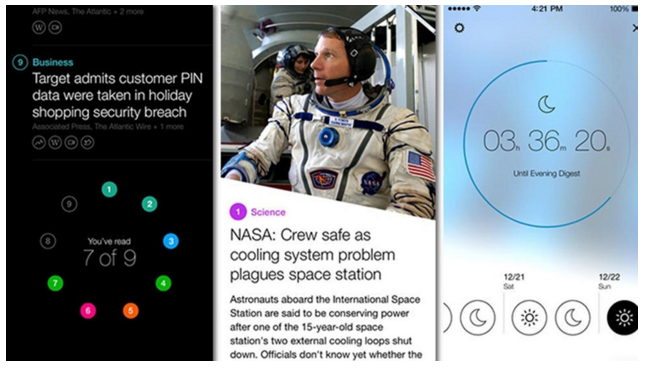 AFP News, The Atlantic + 2 more
W
9 Business
Target admits customer PIN
data were taken in holiday
shopping security breach
Associated Press, The Atlantic Wire + 1 more
W
1
2
3
4
5
6
7
8
9
You've read
7 of 9
NASA
1 Science
NASA: Crew safe as
cooling system problem
plagues space station
Astronauts aboard the International Space
Station are said to be conserving power
after one of the 15-year-old space
station's two external cooling loops shut
down. Officials don't know yet whether the
4:21 PM 100%
03h 36m 20s
Until Evening Digest
12/21
Sat
12/22
Sun